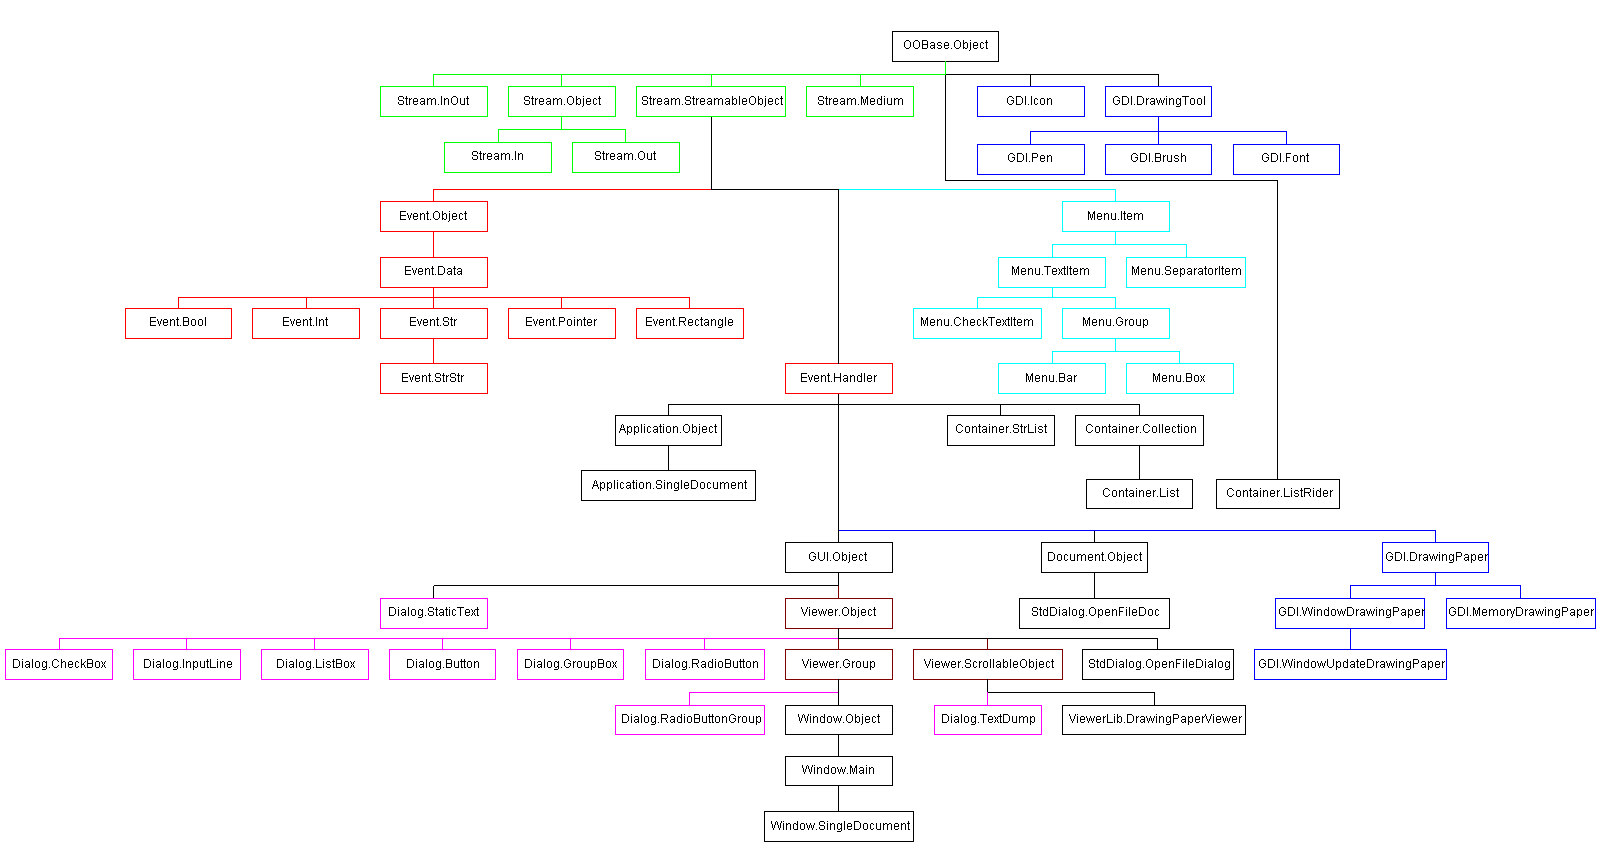 OOBase.Object
Stream.InOut
Stream.Object
Stream.StreamableObject
Stream.Medium
GDI.Icon
GDI.DrawingTool
Stream.In
Stream.Out
GDI.Pen
GDI.Brush
GDI.Font
Event.Object
Menu.Item
Event.Data
Menu.TextItem
Menu.SeparatorItem
Event.Bool
Event.Int
Event.Str
Event.Pointer
Event.Rectangle
Menu.CheckTextItem
Menu.Group
Event.StrStr
Event.Handler
Menu.Bar
Menu.Box
Application.Object
Container.StrList
Container.Collection
Application.SingleDocument
Container.List
Container.ListRider
GUI.Object
Document.Object
GDI.DrawingPaper
Dialog.StaticText
Viewer.Object
StdDialog.OpenFileDoc
GDI.WindowDrawingPaper
GDI.MemoryDrawingPaper
Dialog.CheckBox
Dialog.InputLine
Dialog.ListBox
Dialog.Button
Dialog.GroupBox
Dialog.RadioButton
Viewer.Group
Viewer.ScrollableObject
StdDialog.OpenFileDialog
GDI.WindowUpdateDrawingPaper
Dialog.RadioButtonGroup
Window.Object
Dialog.TextDump
ViewerLib.DrawingPaperViewer
Window.Main
Window.SingleDocument